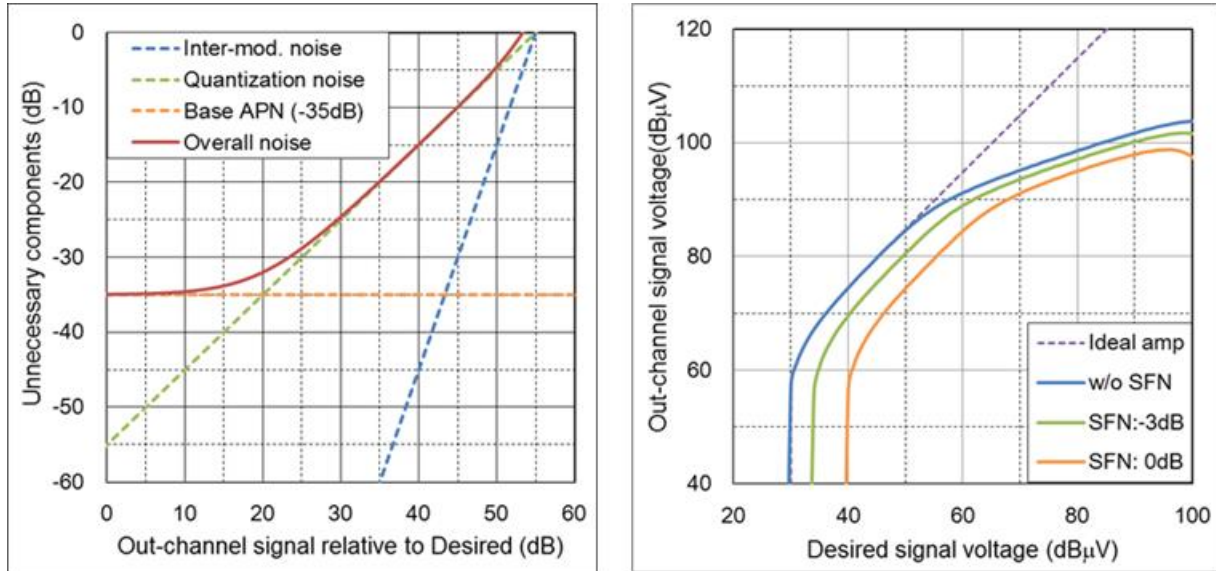 Unnecessary components (dB)
0
-10
-20
-30
-40
-50
-60
Inter-mod. noise
Quantization noise
Base APN (-35dB)
Overall noise
0 10 20 30 40 50 60
Out-channel signal relative to Desired (dB)
Out-channel signal voltage(dBμV)
120
100
80
60
40
Ideal amp
w/o SFN
SFN:-3dB
SFN: 0dB
20 40 60 80 100
Desired signal voltage (dBμV)